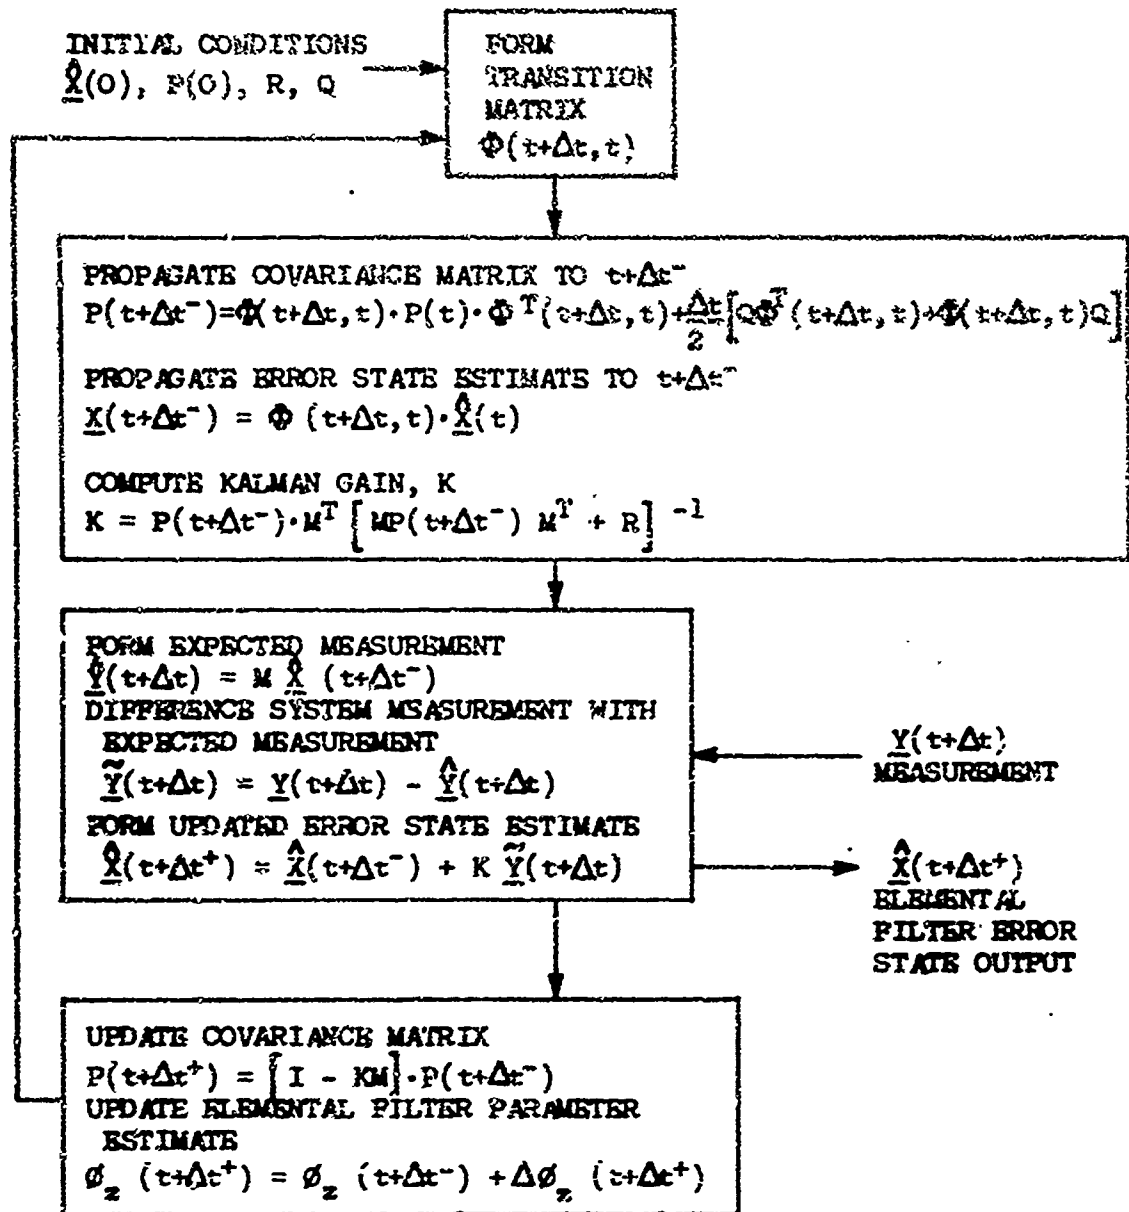 INITIAL CONDITIONS
X̂(0), P(0), R, Q
FORM
TRANSITION
MATRIX
Φ(t+Δt,t)
PROPAGATE COVARIANCE MATRIX TO t+Δt⁻
P(t+Δt⁻)=Φ(t+Δt,t)·P(t)·Φᵀ(t+Δt,t)+Δt/2[QΦᵀ(t+Δt,t)+Φ(t+Δt,t)Q]
PROPAGATE ERROR STATE ESTIMATE TO t+Δt⁻
X(t+Δt⁻) = Φ (t+Δt,t)·X̂(t)
COMPUTE KALMAN GAIN, K
K = P(t+Δt⁻)·Mᵀ [MP(t+Δt⁻) Mᵀ + R]⁻¹
FORM EXPECTED MEASUREMENT
Ŷ(t+Δt) = M X̂ (t+Δt⁻)
DIFFERENCE SYSTEM MEASUREMENT WITH
EXPECTED MEASUREMENT
Ỹ(t+Δt) = Y(t+Δt) - Ŷ(t+Δt)
FORM UPDATED ERROR STATE ESTIMATE
X̂(t+Δt⁺) = X̂(t+Δt⁻) + K Ỹ(t+Δt)
Y(t+Δt)
MEASUREMENT
X̂(t+Δt⁺)
ELEMENTAL
FILTER ERROR
STATE OUTPUT
UPDATE COVARIANCE MATRIX
P(t+Δt⁺) = [I - KM]·P(t+Δt⁻)
UPDATE ELEMENTAL FILTER PARAMETER
ESTIMATE
ø_z (t+Δt⁺) = ø_z (t+Δt⁻) + Δø_z (t+Δt⁺)